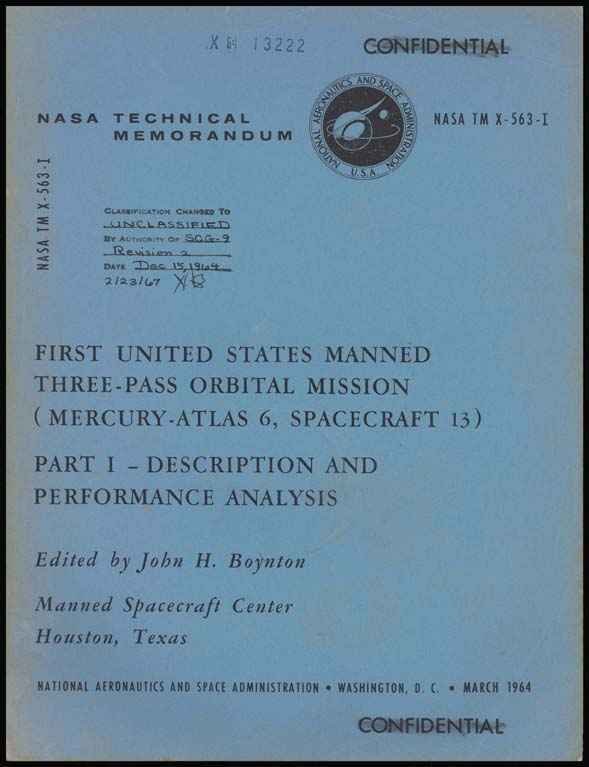 X 64 13222
CONFIDENTIAL
NASA TECHNICAL
MEMORANDUM
NATIONAL AERONAUTICS AND SPACE ADMINISTRATION
U.S.A.
NASA TM X-563-I
NASA TM X-563-I
CLASSIFICATION CHANGED TO
UNCLASSIFIED
BY AUTHORITY OF SCG-9
Revision 2
DATE Dec 15, 1964
2/23/67
FIRST UNITED STATES MANNED
THREE-PASS ORBITAL MISSION
(MERCURY-ATLAS 6, SPACECRAFT 13)
PART I – DESCRIPTION AND
PERFORMANCE ANALYSIS
Edited by John H. Boynton
Manned Spacecraft Center
Houston, Texas
NATIONAL AERONAUTICS AND SPACE ADMINISTRATION • WASHINGTON, D. C. • MARCH 1964
CONFIDENTIAL